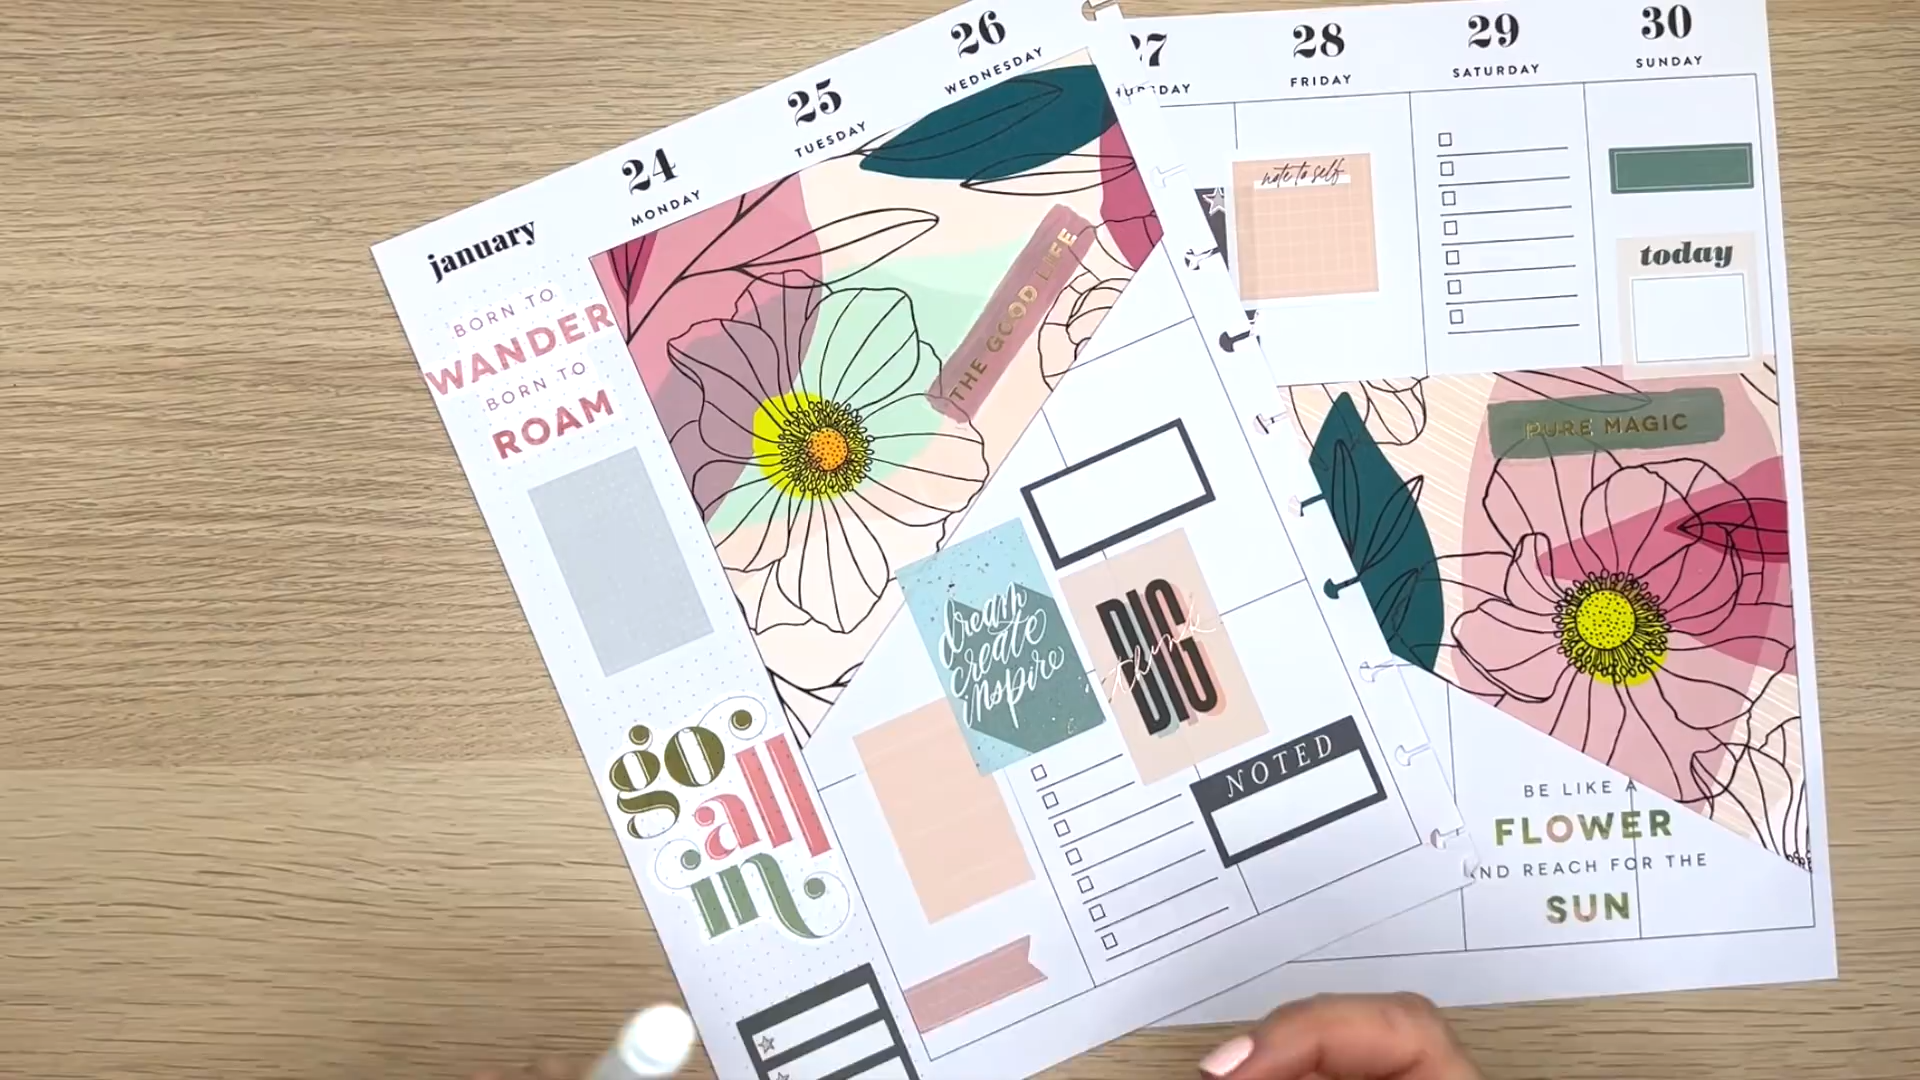 january
24
MONDAY
25
TUESDAY
26
WEDNESDAY
28
FRIDAY
29
SATURDAY
30
SUNDAY
BORN TO
WANDER
BORN TO
ROAM
THE GOOD LIFE
dream
create
inspire
think
BIG
NOTED
go
all
in
note to self
today
PURE MAGIC
BE LIKE A
FLOWER
AND REACH FOR THE
SUN